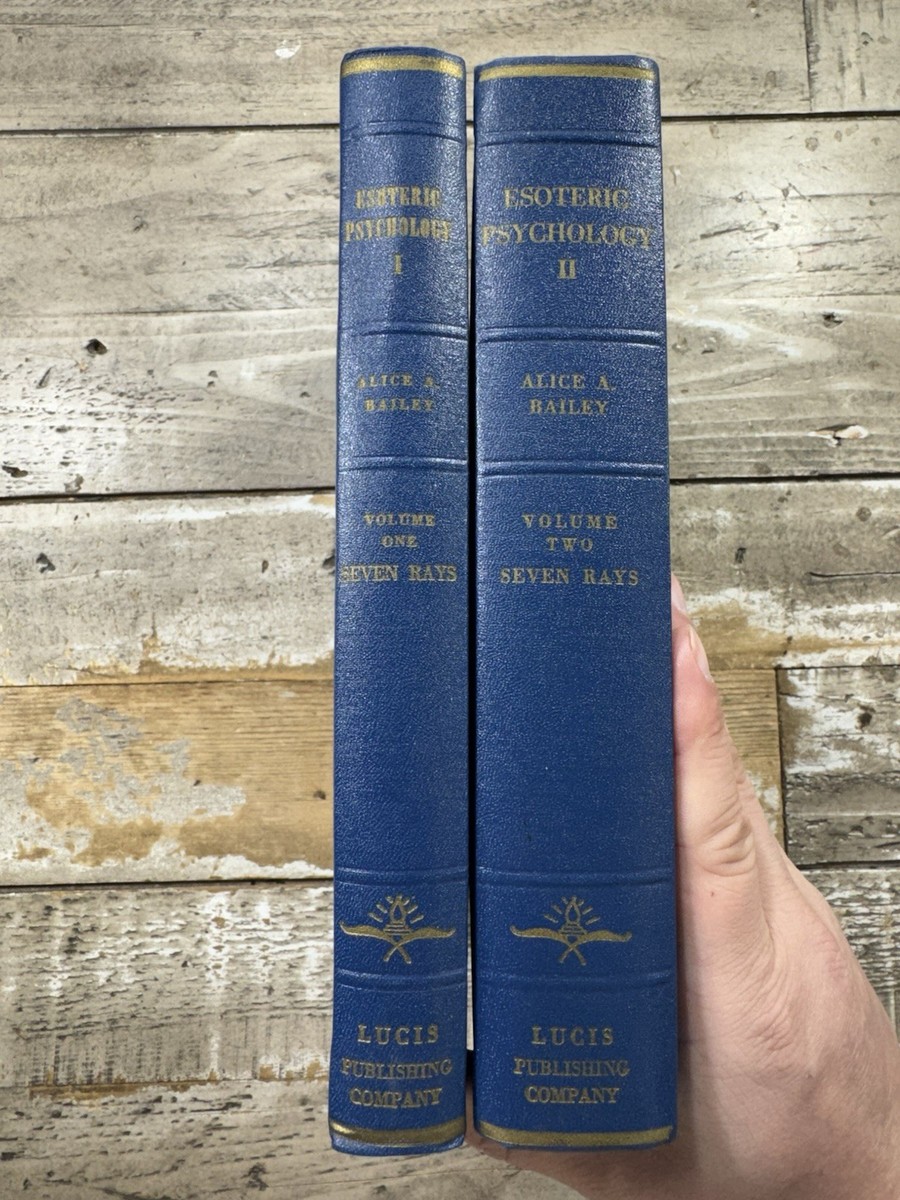 ESOTERIC
PSYCHOLOGY
I
ALICE A.
BAILEY
VOLUME
ONE
SEVEN RAYS
LUCIS
PUBLISHING
COMPANY
ESOTERIC
PSYCHOLOGY
II
ALICE A.
BAILEY
VOLUME
TWO
SEVEN RAYS
LUCIS
PUBLISHING
COMPANY